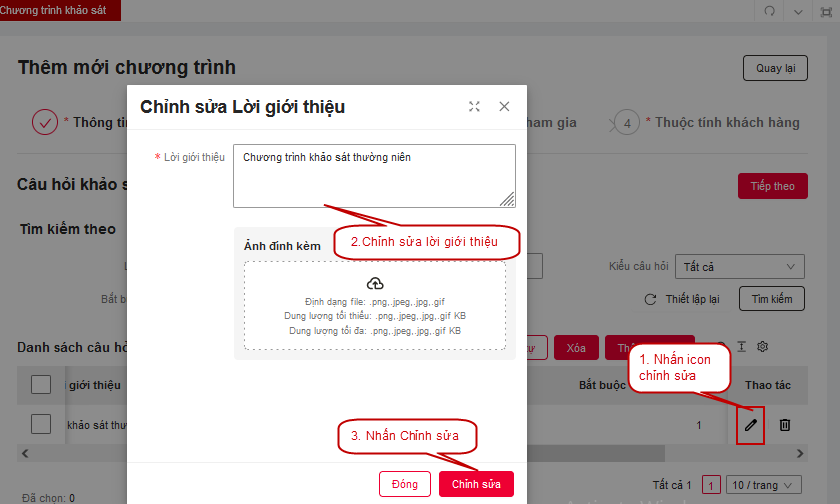 Chương trình khảo sát
Thêm mới chương trình
Quay lại
Chỉnh sửa Lời giới thiệu
* Thông
ham gia
4
* Thuộc tính khách hàng
* Lời giới thiệu
Chương trình khảo sát thường niên
Câu hỏi khảo
Tiếp theo
Tìm kiếm theo
2.Chỉnh sửa lời giới thiệu
Ảnh đính kèm
Kiểu câu hỏi
Tất cả
Định dạng file: .png,.jpeg,.jpg,.gif
Dung lượng tối thiểu: .png,.jpeg,.jpg,.gif KB
Dung lượng tối đa: .png,.jpeg,.jpg,.gif KB
Bắt
Thiết lập lại
Tìm kiếm
Danh sách câu
Xóa
1. Nhấn icon
chỉnh sửa
giới thiệu
Bắt buộc
Thao tác
khảo sát
1
3. Nhấn Chỉnh sửa
Đóng
Chỉnh sửa
Tất cả 1
1
10 / trang
Đã chọn: 0